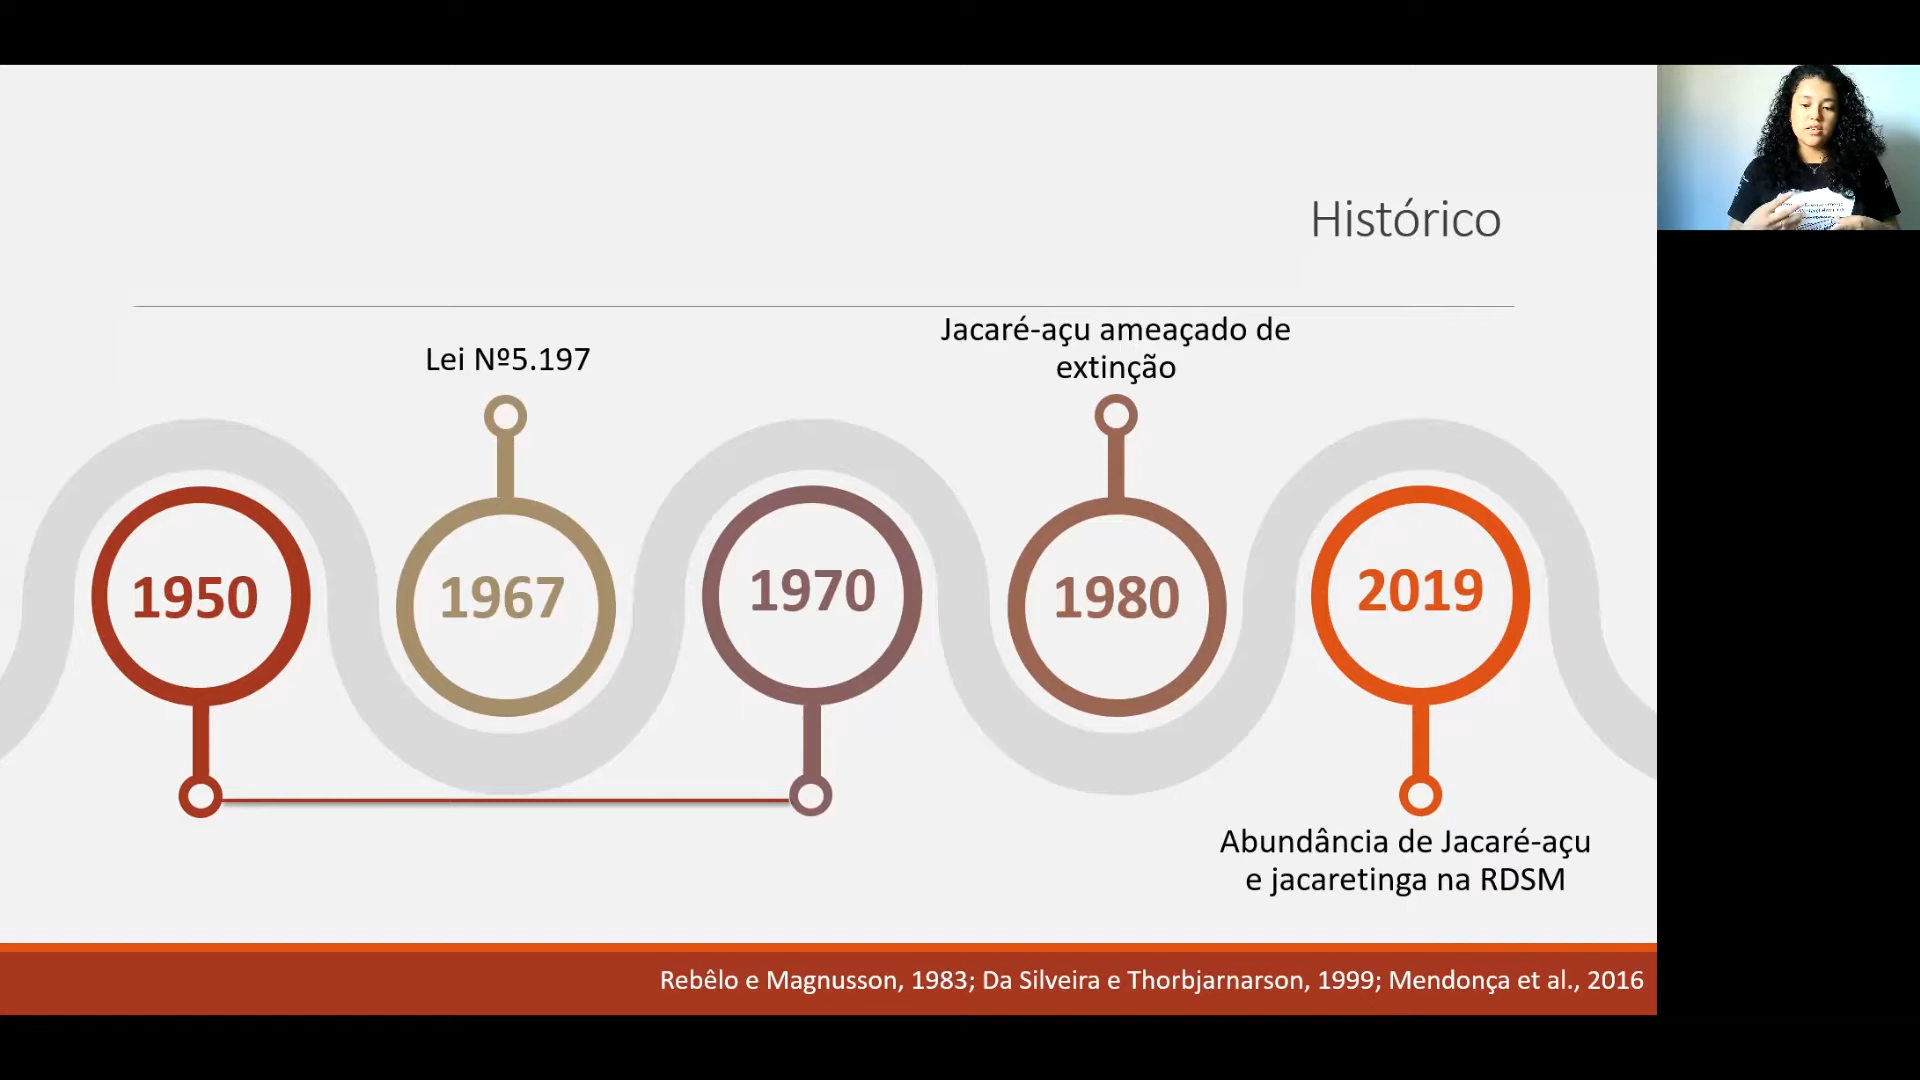 Histórico
Lei Nº5.197
Jacaré-açu ameaçado de
extinção
1950
1967
1970
1980
2019
Abundância de Jacaré-açu
e jacaretinga na RDSM
Rebêlo e Magnusson, 1983; Da Silveira e Thorbjarnarson, 1999; Mendonça et al., 2016